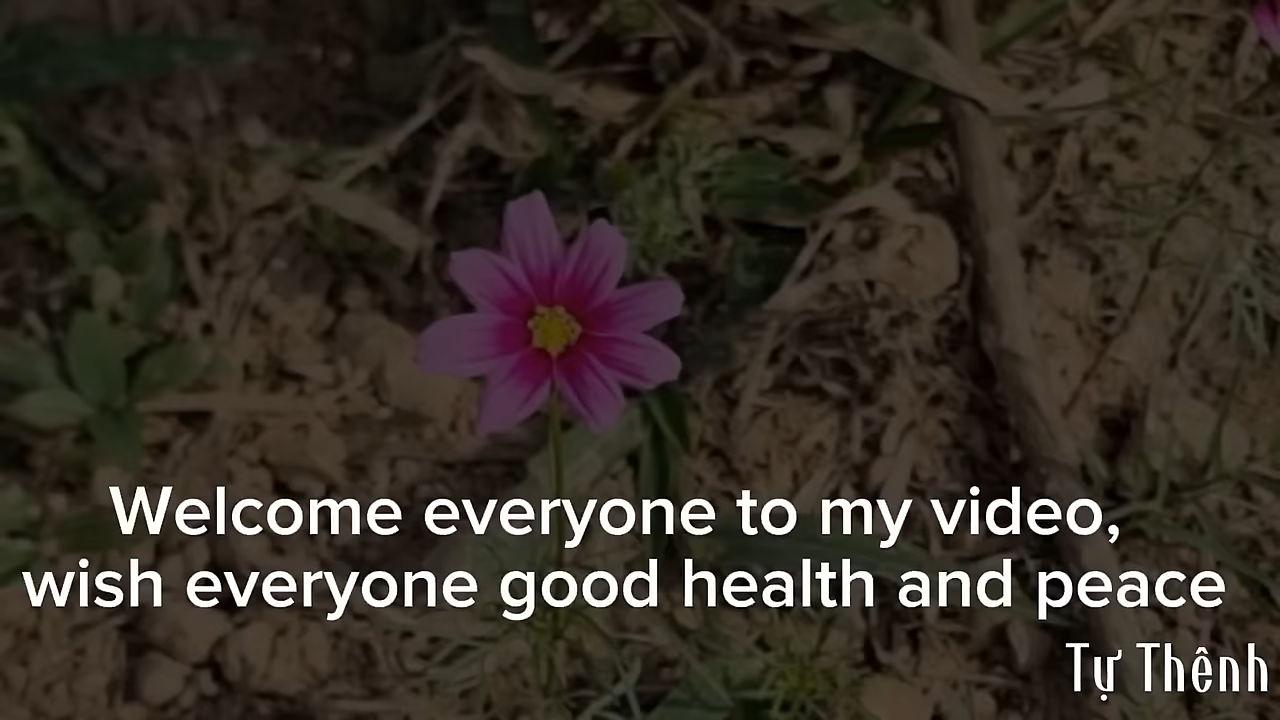 Welcome everyone to my video,
wish everyone good health and peace
Tự Thênh